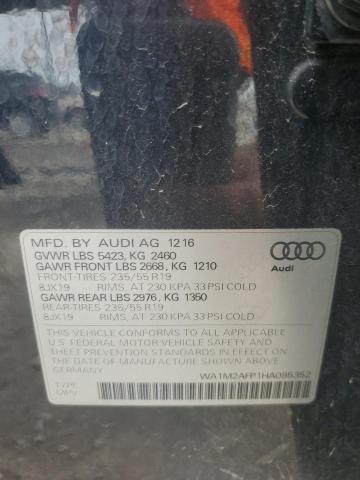 MFD. BY AUDI AG 12 16
GVWR LBS 5423, KG 2460
GAWR FRONT LBS 2668, KG 1210
FRONT-TIRES 235/55 R19
8JX19 RIMS, AT 230 KPA 33 PSI COLD
GAWR REAR LBS 2976, KG 1350
REAR-TIRES 235/55 R19
8JX19 RIMS, AT 230 KPA 33 PSI COLD
Audi
THIS VEHICLE CONFORMS TO ALL APPLICABLE
U.S. FEDERAL MOTOR VEHICLE SAFETY AND
THEFT PREVENTION STANDARDS IN EFFECT ON THE
DATE OF MANUFACTURE SHOWN ABOVE.
GERMANY
TYPE: WA1M2AFP1HA095352
MPV